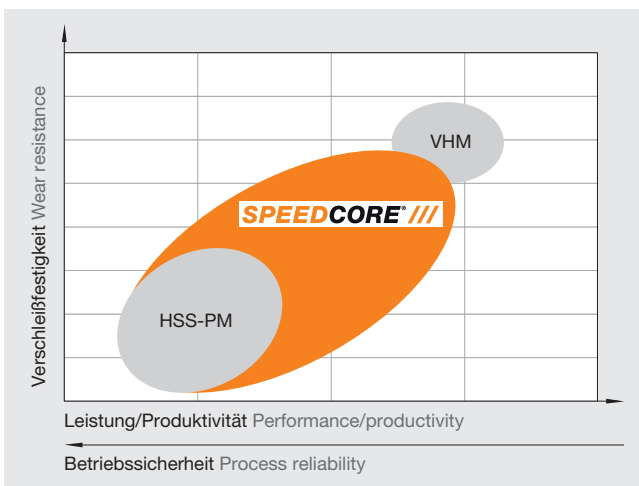 Verschleißfestigkeit Wear resistance
VHM
SPEEDCORE® ///
HSS-PM
Leistung/Produktivität Performance/productivity
Betriebssicherheit Process reliability